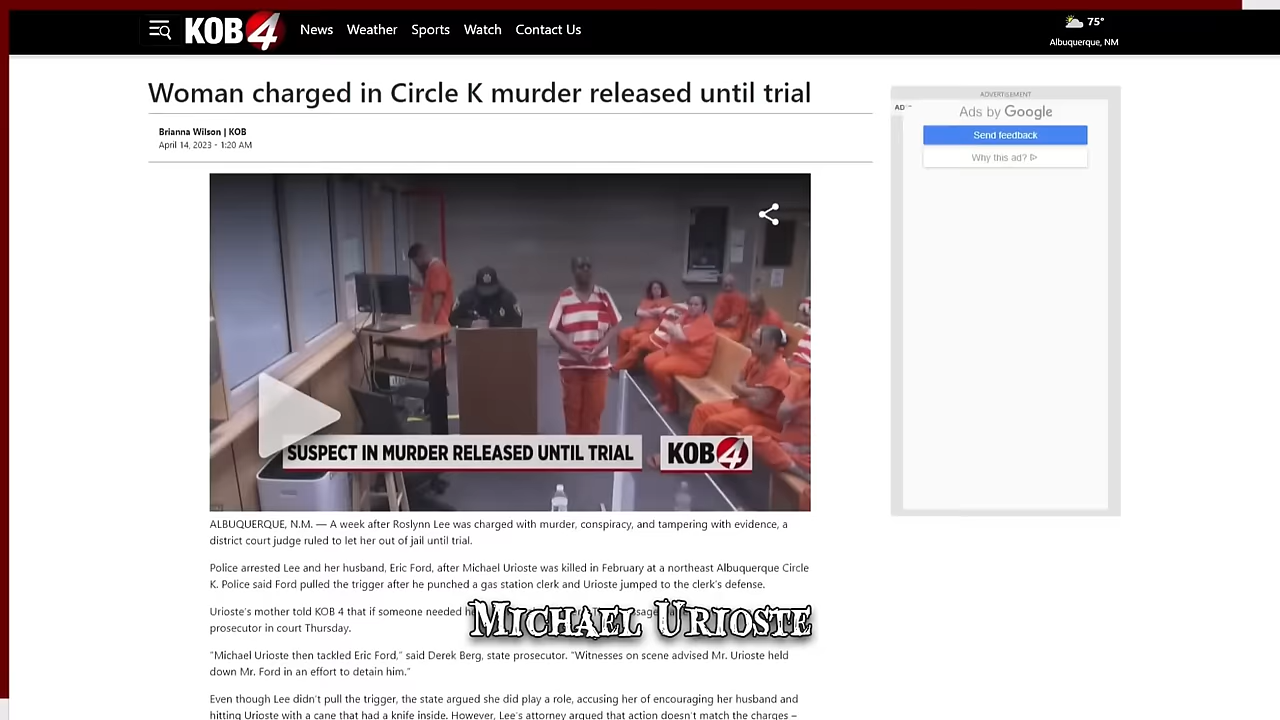 KOB 4
News Weather Sports Watch Contact Us
75°
Albuquerque, NM
Woman charged in Circle K murder released until trial
Brianna Wilson | KOB
April 14, 2023 - 1:20 AM
ADVERTISEMENT
AD
Ads by Google
Send feedback
Why this ad?
SUSPECT IN MURDER RELEASED UNTIL TRIAL
KOB 4
ALBUQUERQUE, N.M. — A week after Roslynn Lee was charged with murder, conspiracy, and tampering with evidence, a
district court judge ruled to let her out of jail until trial.
Police arrested Lee and her husband, Eric Ford, after Michael Urioste was killed in February at a northeast Albuquerque Circle
K. Police said Ford pulled the trigger after he punched a gas station clerk and Urioste jumped to the clerk's defense.
Urioste's mother told KOB 4 that if someone needed
MICHAEL URIOSTE
prosecutor in court Thursday.
"Michael Urioste then tackled Eric Ford," said Derek Berg, state prosecutor. "Witnesses on scene advised Mr. Urioste held
down Mr. Ford in an effort to detain him."
Even though Lee didn't pull the trigger, the state argued she did play a role, accusing her of encouraging her husband and
hitting Urioste with a cane that had a knife inside. However, Lee's attorney argued that action doesn't match the charges –